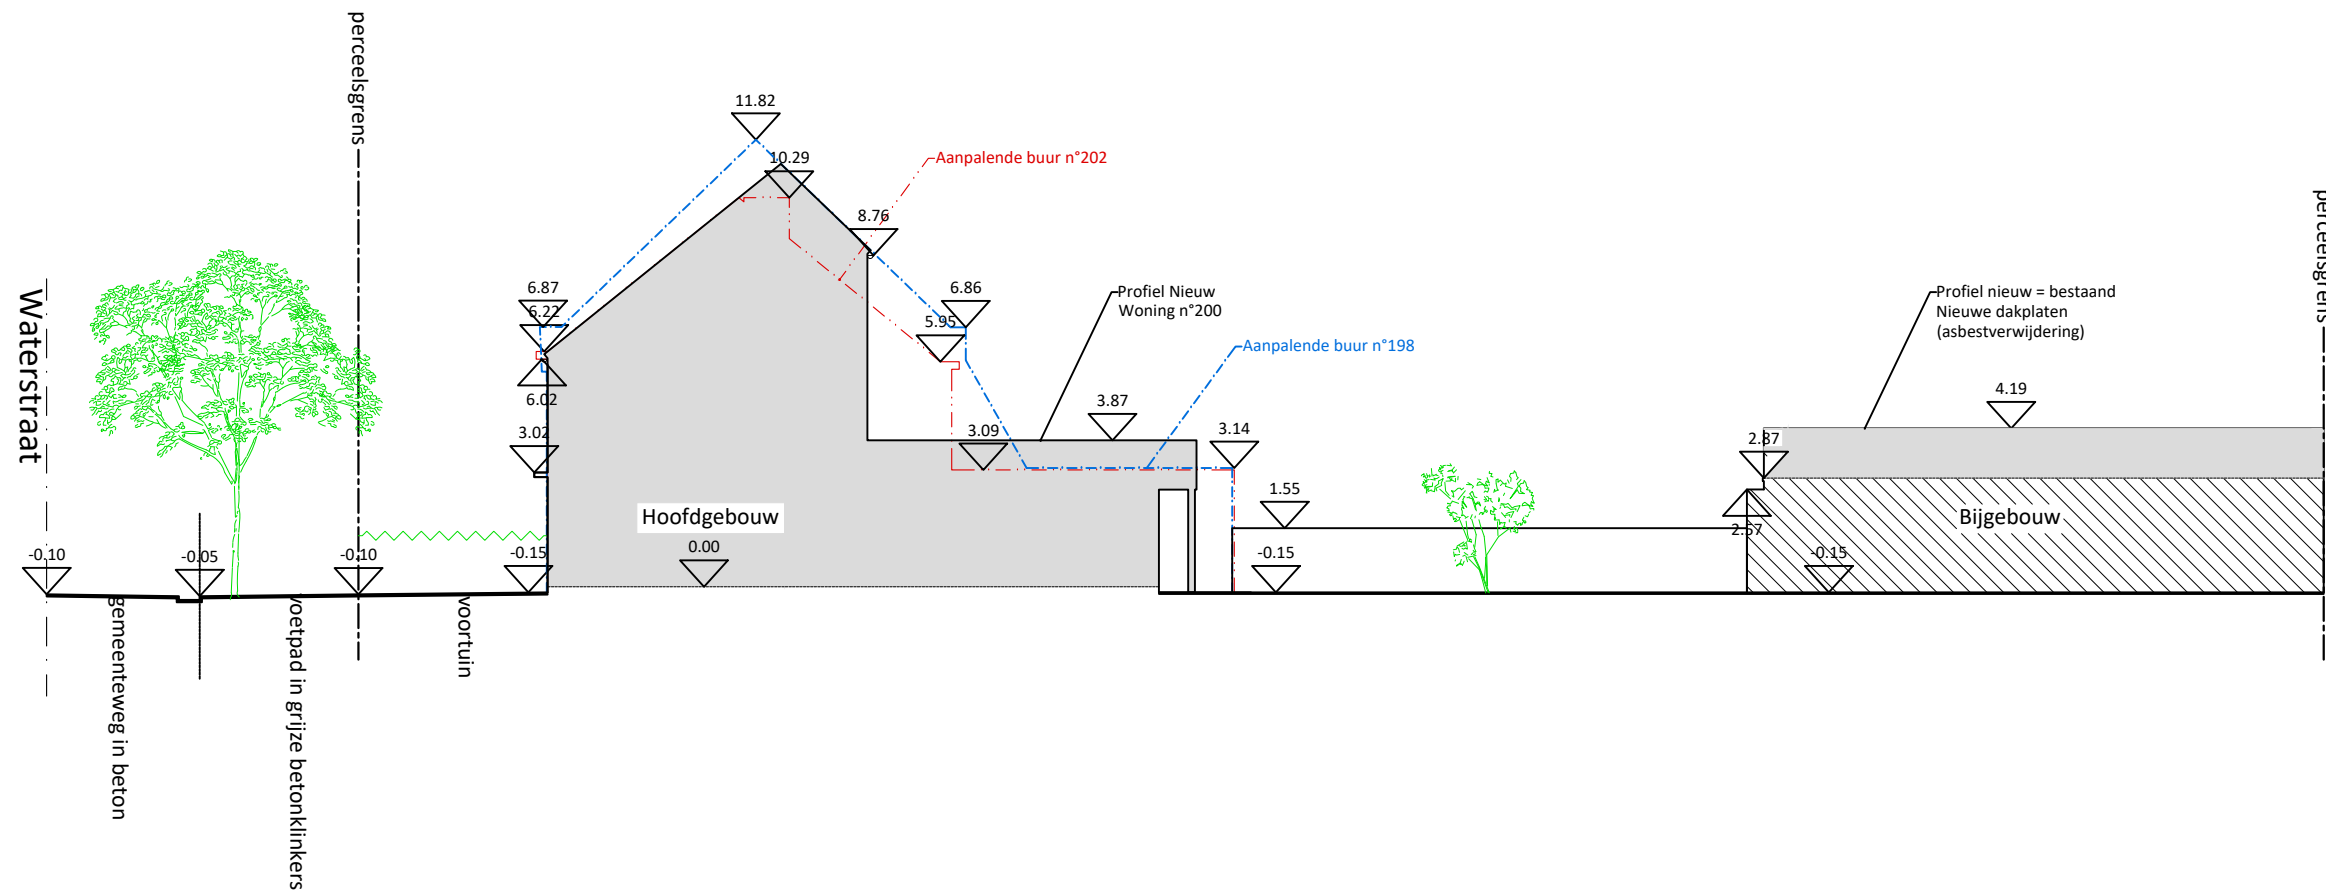 perceelsgrens
11.82
10.29
Aanpalende buur n°202
8.76
perceelsgrens
6.87
6.22
6.86
5.95
Profiel Nieuw
Woning n°200
Profiel nieuw = bestaand
Nieuwe dakplaten
(asbestverwijdering)
Waterstraat
Aanpalende buur n°198
6.02
3.87
4.19
3.02
3.09
3.14
2.87
1.55
Hoofdgebouw
Bijgebouw
2.57
-0.10
-0.05
-0.10
-0.15
0.00
-0.15
-0.15
gemeenteweg in beton
voetpad in grijze betonklinkers
voortuin